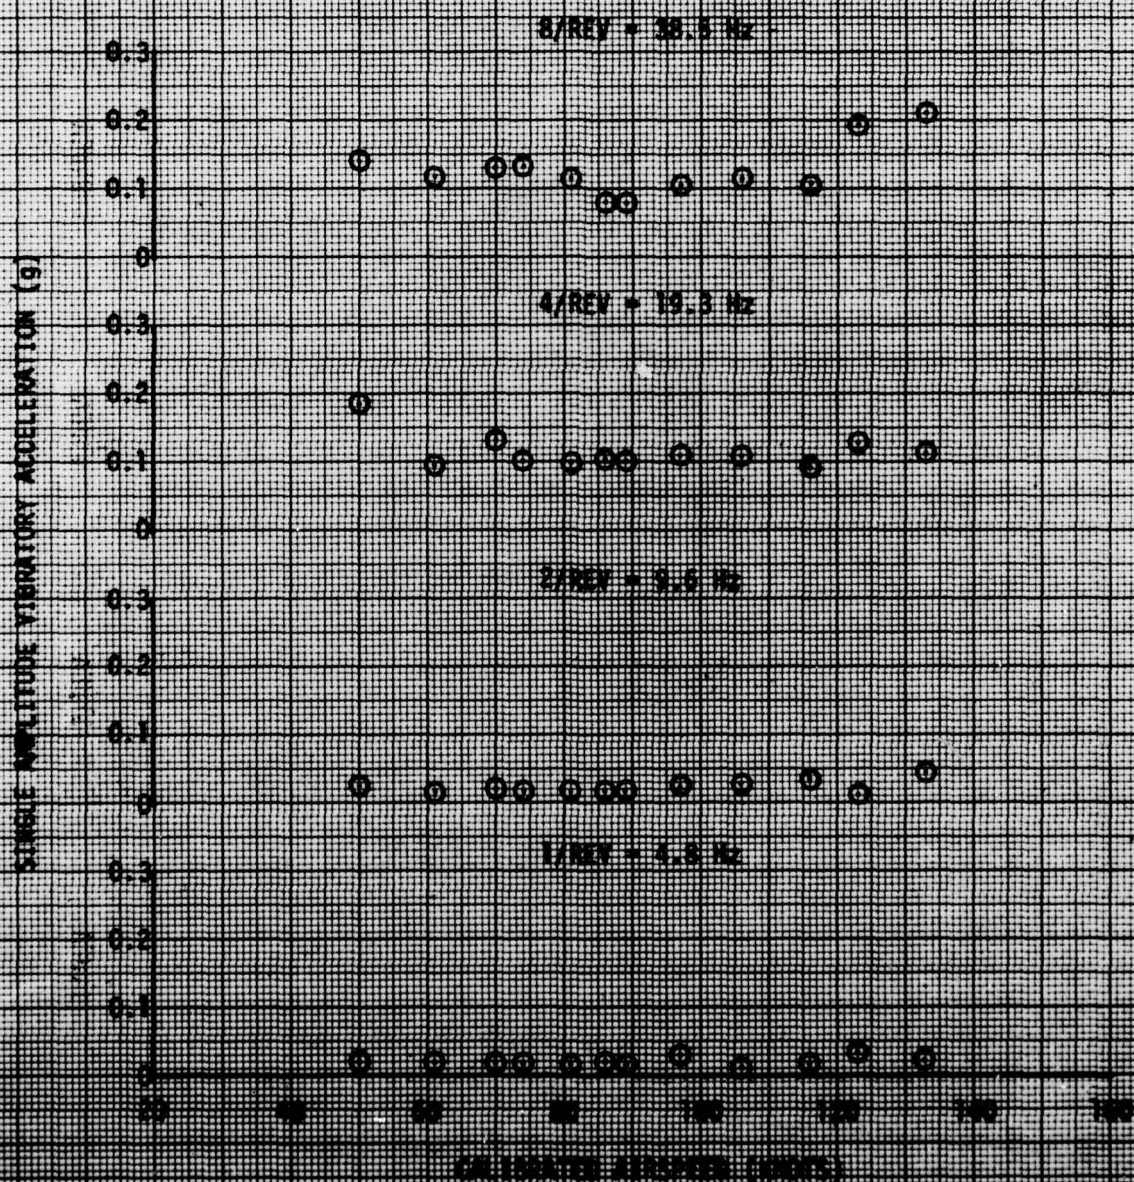 8/REV = 38.5 Hz
0.3
0.2
0.1
0
4/REV = 19.3 Hz
0.3
0.2
0.1
0
2/REV = 9.6 Hz
0.3
0.2
0.1
0
1/REV = 4.8 Hz
0.3
0.2
0.1
0
20 40 60 80 100 120 140 160
CALIBRATED AIRSPEED (KNOTS)
SINGLE AMPLITUDE VIBRATORY ACCELERATION (g)